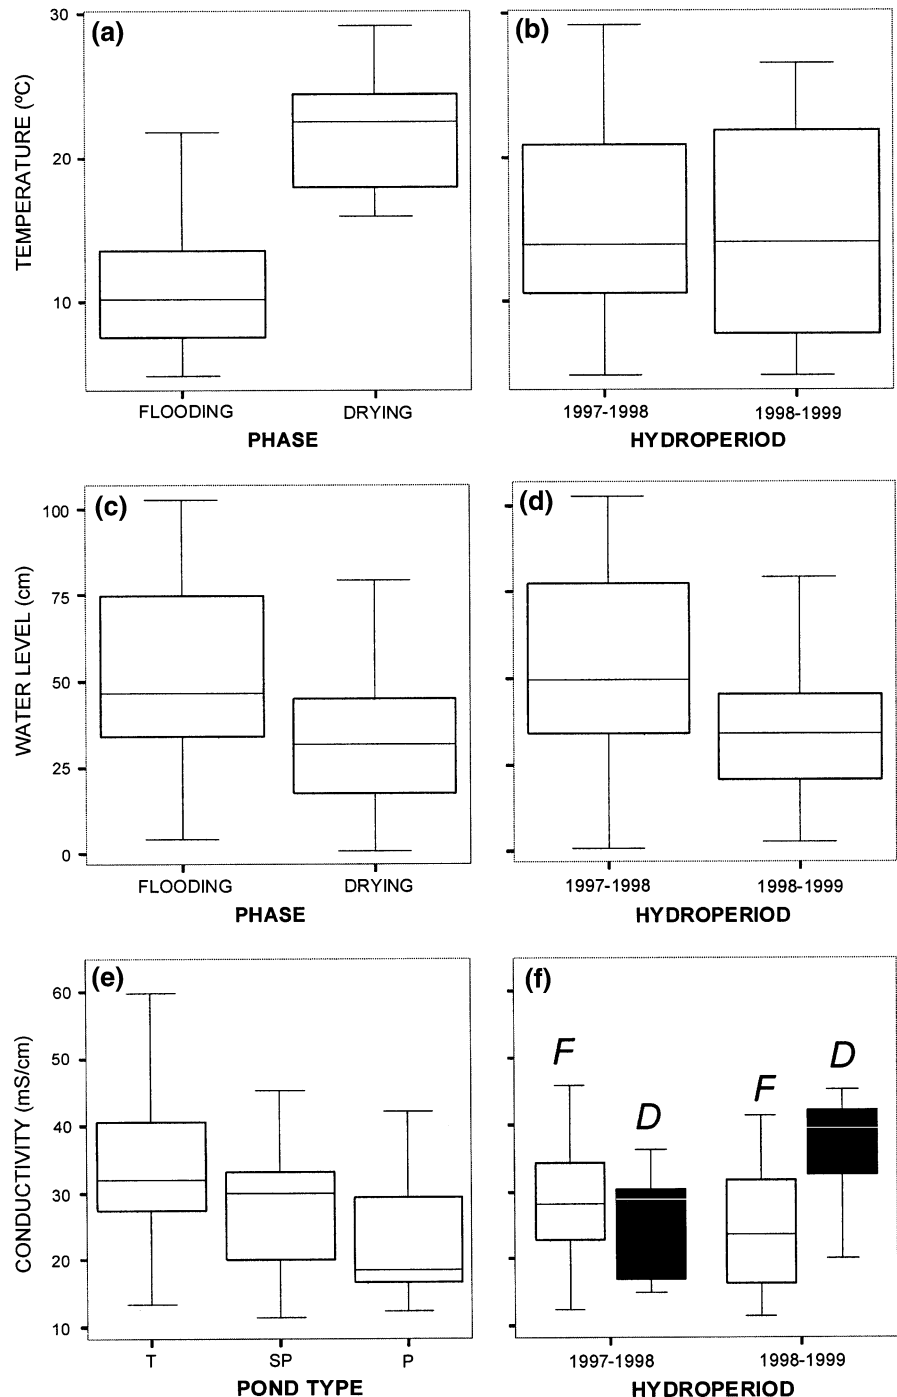 (a)
(b)
TEMPERATURE (ºC)
30
20
10
FLOODING DRYING
PHASE
1997-1998 1998-1999
HYDROPERIOD
(c)
(d)
WATER LEVEL (cm)
100
75
50
25
0
FLOODING DRYING
PHASE
1997-1998 1998-1999
HYDROPERIOD
(e)
(f)
CONDUCTIVITY (mS/cm)
60
50
40
30
20
10
T SP P
POND TYPE
F D F D
1997-1998 1998-1999
HYDROPERIOD